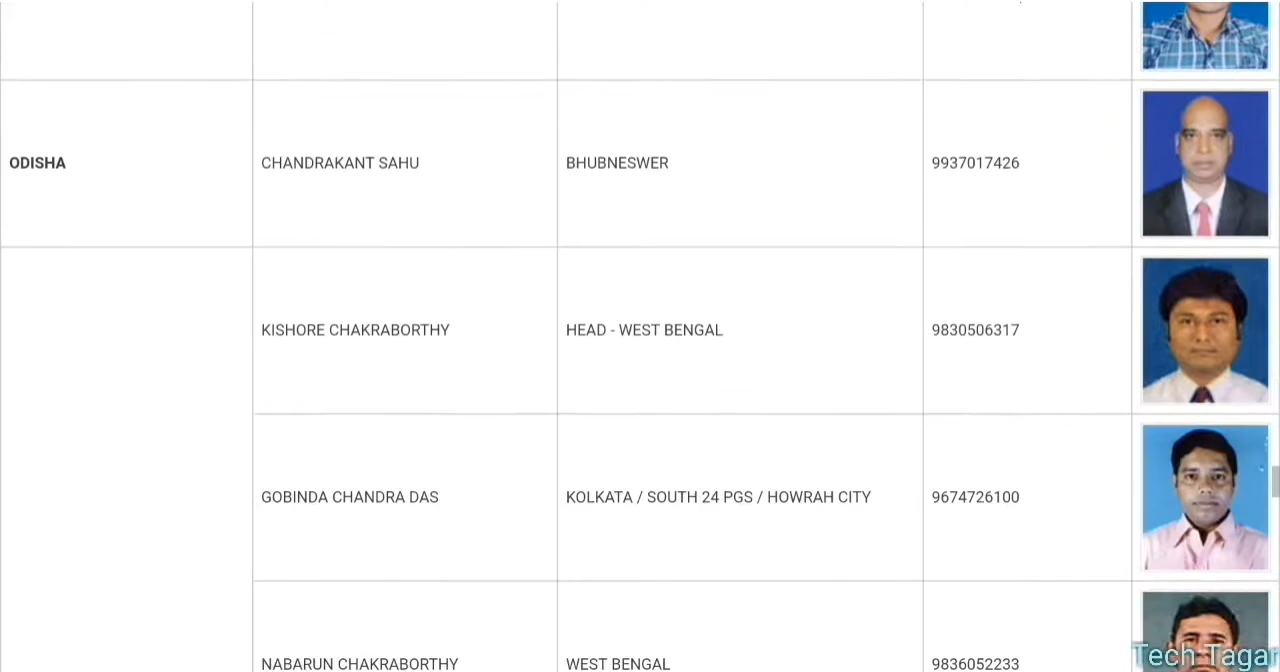 ODISHA CHANDRAKANT SAHU BHUBNESWER 9937017426
KISHORE CHAKRABORTHY HEAD - WEST BENGAL 9830506317
GOBINDA CHANDRA DAS KOLKATA / SOUTH 24 PGS / HOWRAH CITY 9674726100
NABARUN CHAKRABORTHY WEST BENGAL 9836052233
Tech-Tagar